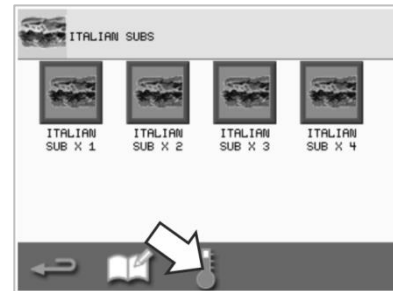 ITALIAN SUBS
ITALIAN SUB X 1
ITALIAN SUB X 2
ITALIAN SUB X 3
ITALIAN SUB X 4